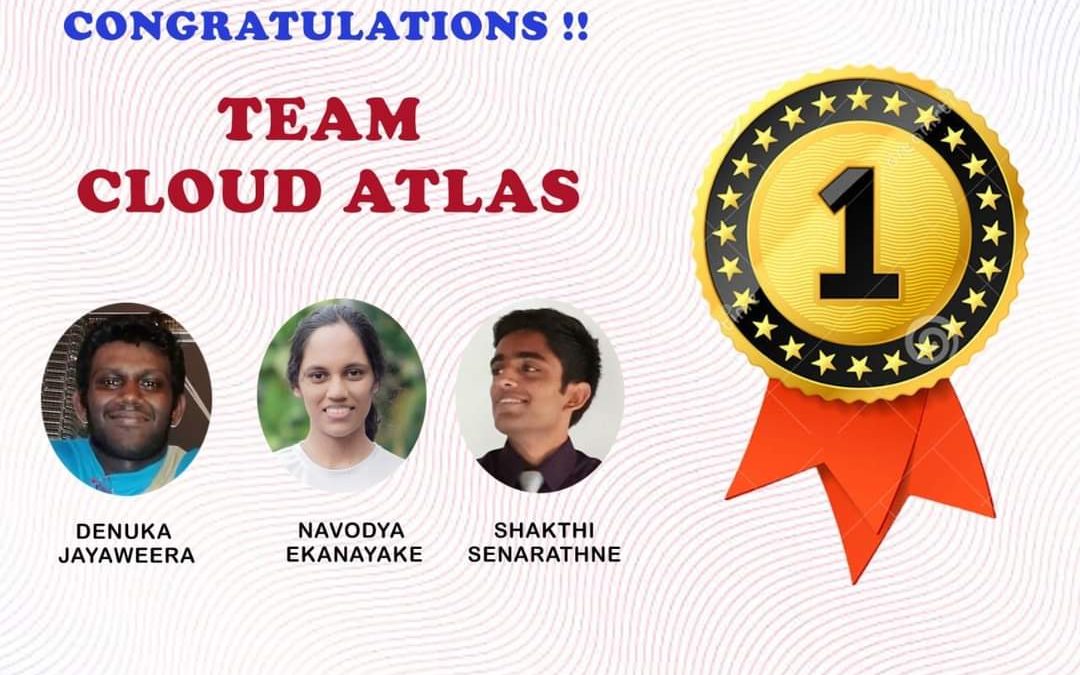 CONGRATULATIONS !!
TEAM
CLOUD ATLAS
1
DENUKA
JAYAWEERA
NAVODYA
EKANAYAKE
SHAKTHI
SENARATHNE